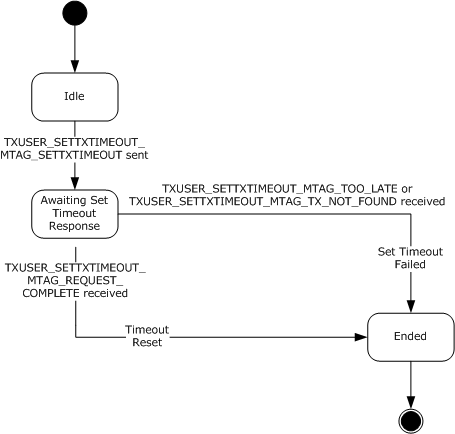 Idle
TXUSER_SETTXTIMEOUT_
MTAG_SETTXTIMEOUT sent
Awaiting Set
Timeout
Response
TXUSER_SETTXTIMEOUT_MTAG_TOO_LATE or
TXUSER_SETTXTIMEOUT_MTAG_TX_NOT_FOUND received
Set Timeout
Failed
TXUSER_SETTXTIMEOUT_
MTAG_REQUEST_
COMPLETE received
Timeout
Reset
Ended